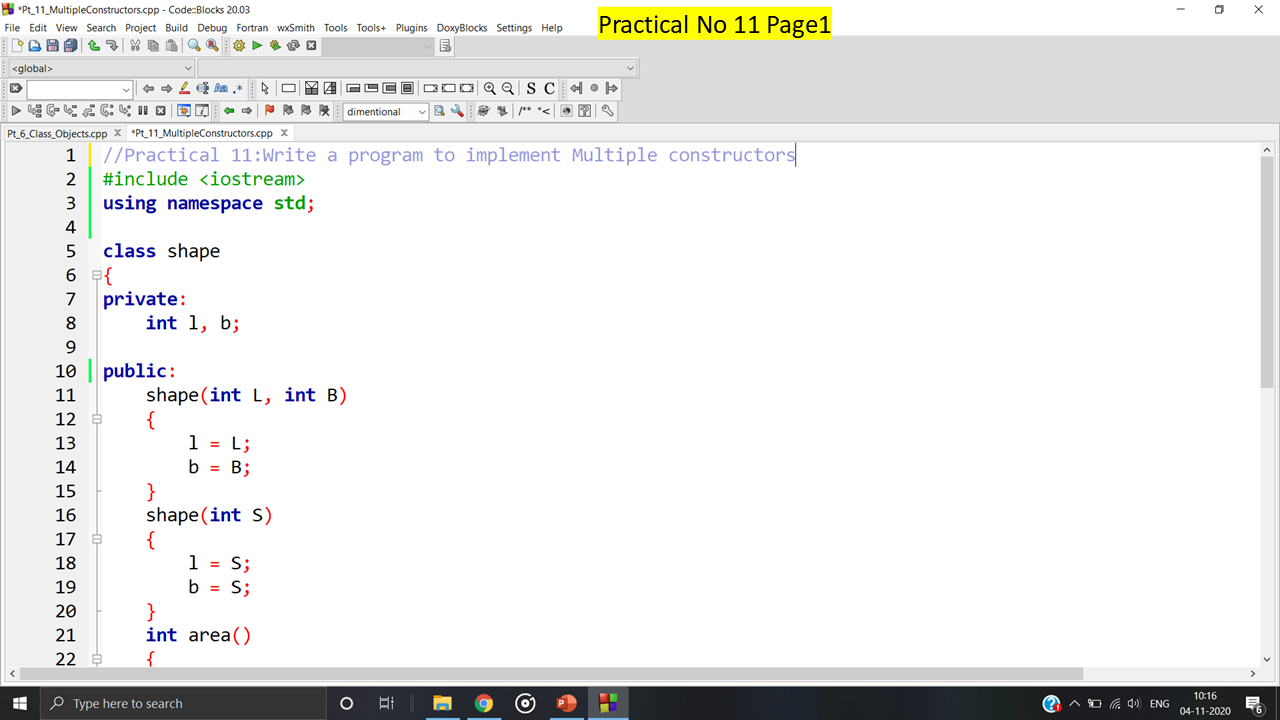 *Pt_11_MultipleConstructors.cpp - Code::Blocks 20.03
Practical No 11 Page1
File Edit View Search Project Build Debug Fortran wxSmith Tools Tools+ Plugins DoxyBlocks Settings Help
<global>
S C
dimentional /** *<
Pt_6_Class_Objects.cpp X *Pt_11_MultipleConstructors.cpp X
1 //Practical 11:Write a program to implement Multiple constructors
2 #include <iostream>
3 using namespace std;
4
5 class shape
6 {
7 private:
8 int l, b;
9
10 public:
11 shape(int L, int B)
12 {
13 l = L;
14 b = B;
15 }
16 shape(int S)
17 {
18 l = S;
19 b = S;
20 }
21 int area()
22 {
Type here to search
ENG
10:16
04-11-2020
6